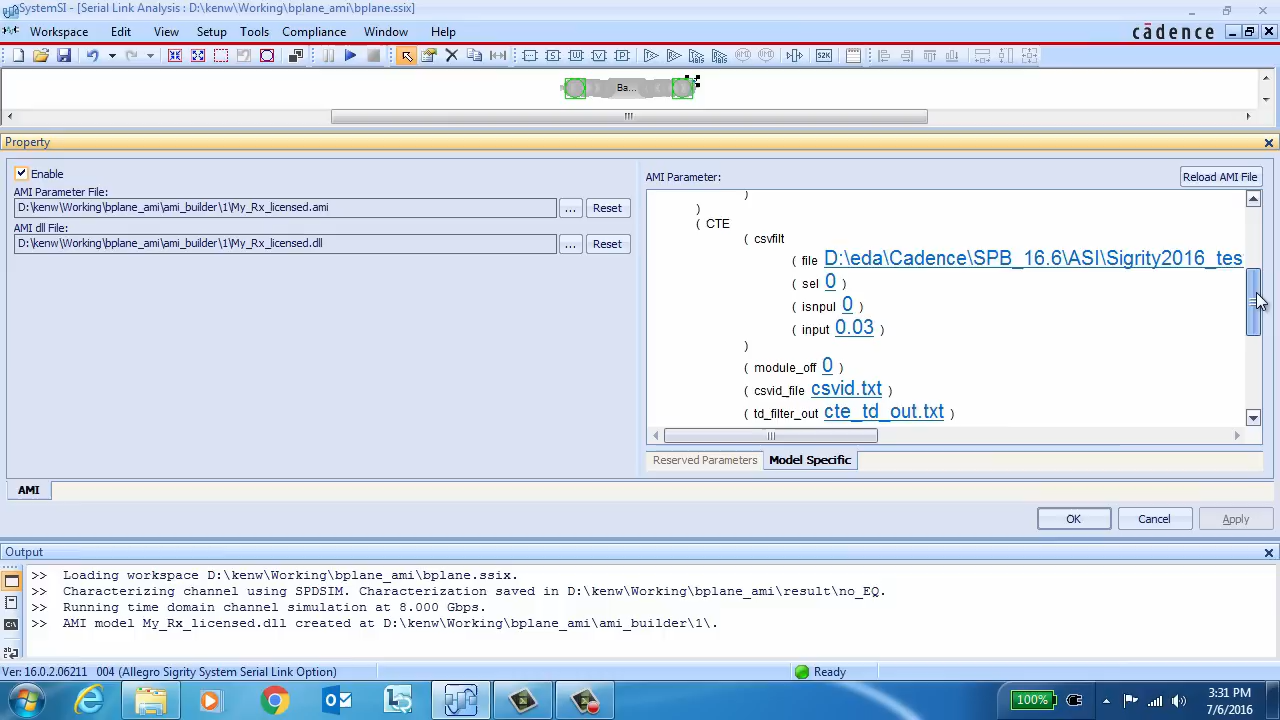 SystemSI - [Serial Link Analysis : D:\kenw\Working\bplane_ami\bplane.ssix]
Workspace Edit View Setup Tools Compliance Window Help cādence
Ba...
Property
Enable
AMI Parameter File:
D:\kenw\Working\bplane_ami\ami_builder\1\My_Rx_licensed.ami ... Reset
AMI dll File:
D:\kenw\Working\bplane_ami\ami_builder\1\My_Rx_licensed.dll ... Reset
AMI Parameter: Reload AMI File
)
)
( CTE
( csvfilt
( file D:\eda\Cadence\SPB_16.6\ASI\Sigrity2016_tes
( sel 0 )
( isnpul 0 )
( input 0.03 )
)
( module_off 0 )
( csvid_file csvid.txt )
( td_filter_out cte_td_out.txt )
Reserved Parameters Model Specific
AMI
OK Cancel Apply
Output
>> Loading workspace D:\kenw\Working\bplane_ami\bplane.ssix.
>> Characterizing channel using SPDSIM. Characterization saved in D:\kenw\Working\bplane_ami\result\no_EQ.
>> Running time domain channel simulation at 8.000 Gbps.
>> AMI model My_Rx_licensed.dll created at D:\kenw\Working\bplane_ami\ami_builder\1\.
Ver: 16.0.2.06211 004 (Allegro Sigrity System Serial Link Option) Ready
100% 3:31 PM
7/6/2016